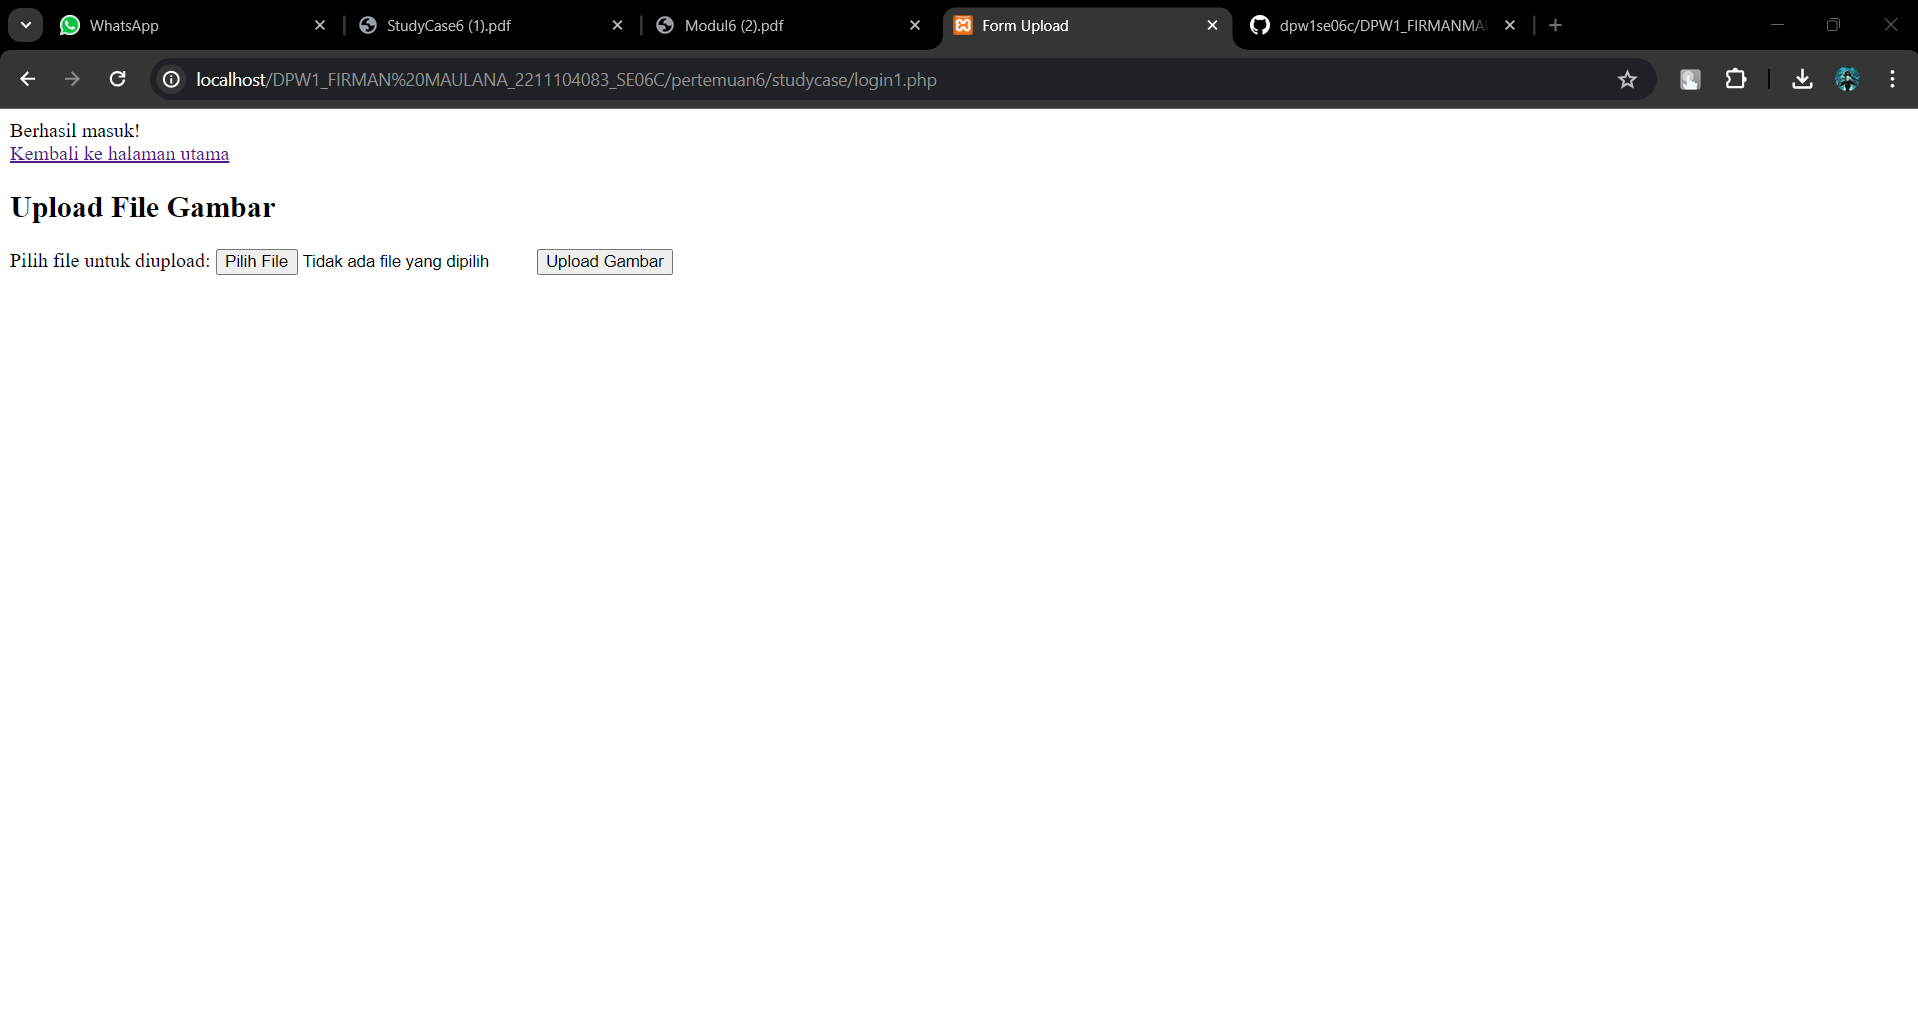 WhatsApp
StudyCase6 (1).pdf
Modul6 (2).pdf
Form Upload
dpw1se06c/DPW1_FIRMANMA
localhost/DPW1_FIRMAN%20MAULANA_2211104083_SE06C/pertemuan6/studycase/login1.php
Berhasil masuk!
Kembali ke halaman utama
Upload File Gambar
Pilih file untuk diupload: Pilih File Tidak ada file yang dipilih Upload Gambar